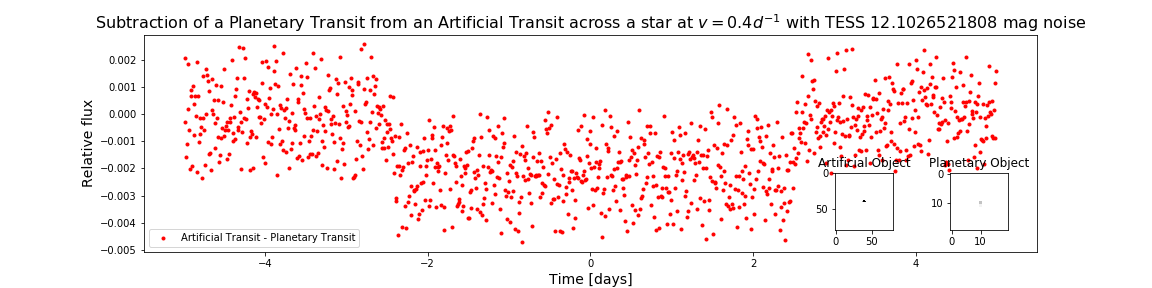 Subtraction of a Planetary Transit from an Artificial Transit across a star at v = 0.4d⁻¹ with TESS 12.1026521808 mag noise
Relative flux
0.002
0.001
0.000
−0.001
−0.002
−0.003
−0.004
−0.005
Artificial Transit - Planetary Transit
Artificial Object
0
50
0 50
Planetary Object
0
10
0 10
−4 −2 0 2 4
Time [days]